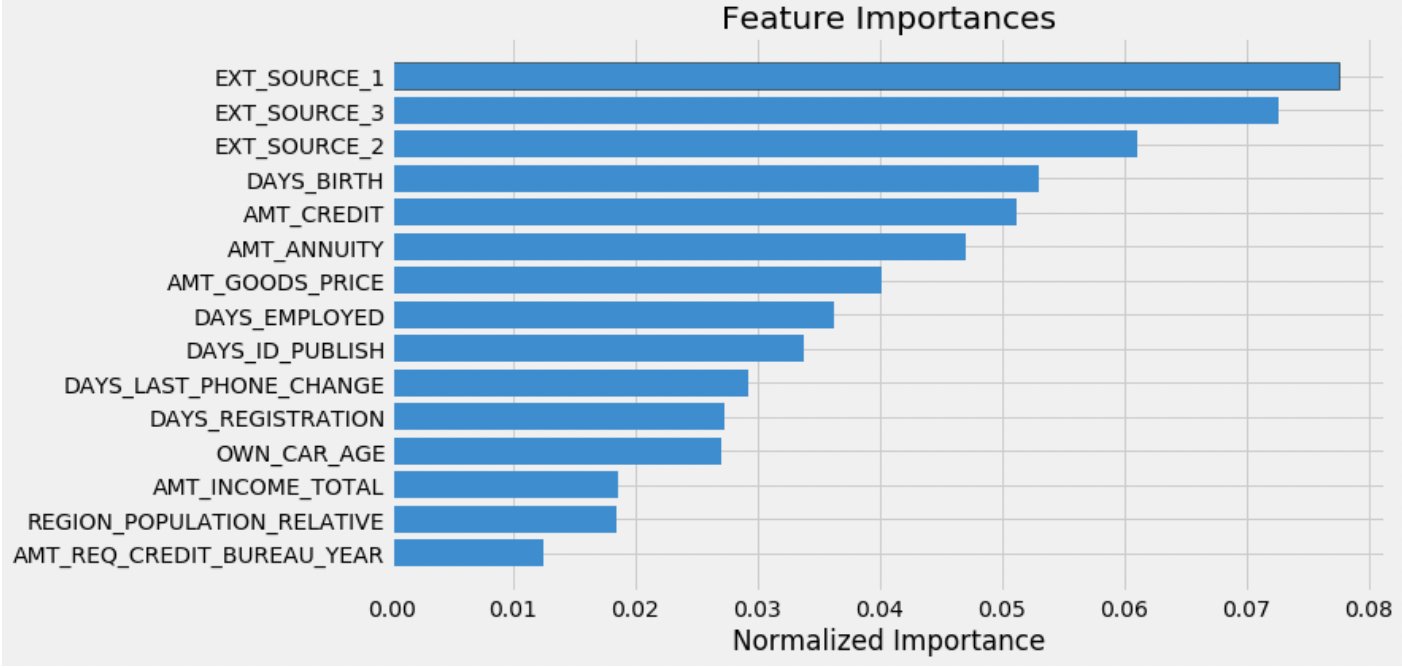 Feature Importances
EXT_SOURCE_1
EXT_SOURCE_3
EXT_SOURCE_2
DAYS_BIRTH
AMT_CREDIT
AMT_ANNUITY
AMT_GOODS_PRICE
DAYS_EMPLOYED
DAYS_ID_PUBLISH
DAYS_LAST_PHONE_CHANGE
DAYS_REGISTRATION
OWN_CAR_AGE
AMT_INCOME_TOTAL
REGION_POPULATION_RELATIVE
AMT_REQ_CREDIT_BUREAU_YEAR
0.00 0.01 0.02 0.03 0.04 0.05 0.06 0.07 0.08
Normalized Importance